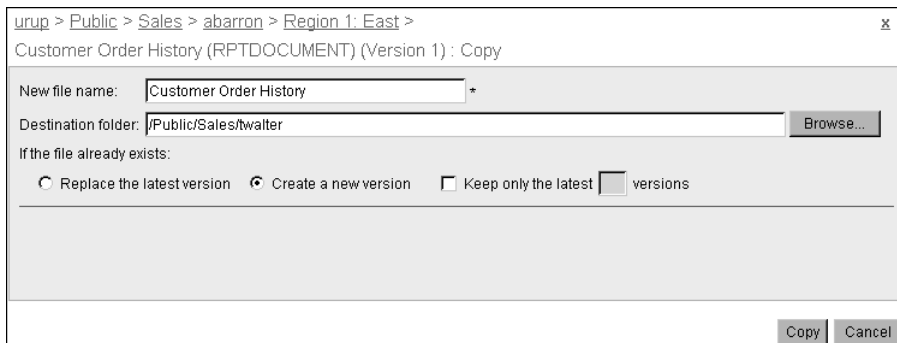 urup > Public > Sales > abarron > Region 1: East > x
Customer Order History (RPTDOCUMENT) (Version 1) : Copy
New file name: Customer Order History *
Destination folder: /Public/Sales/twalter Browse...
If the file already exists:
Replace the latest version Create a new version Keep only the latest versions
Copy Cancel